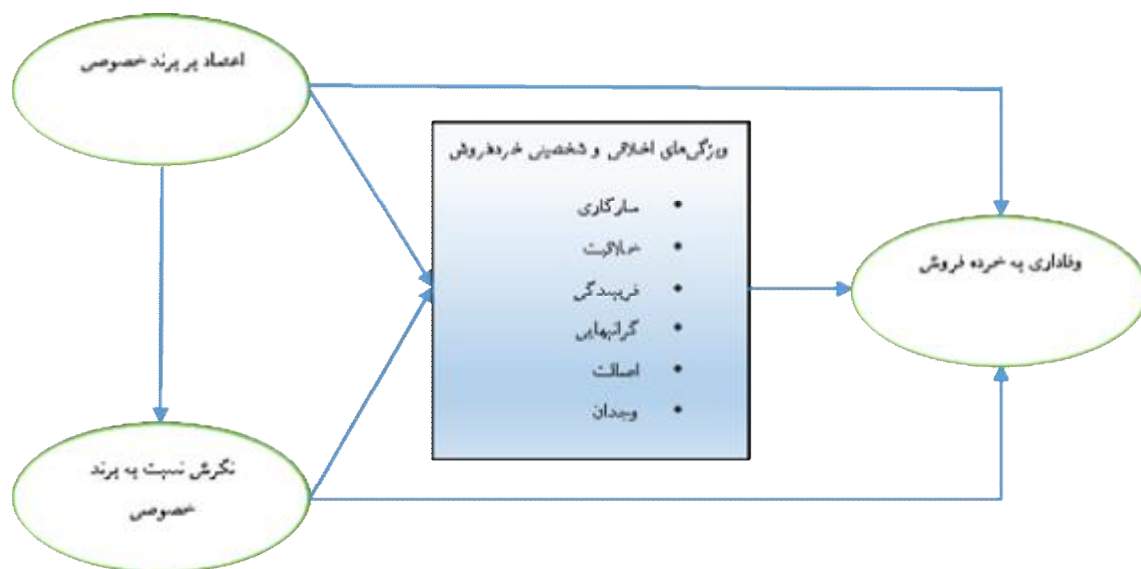 اعتماد بر برند خصوصی
ویژگی‌های اخلاقی و شخصیتی خرده‌فروش
• سازگاری
• خلاقیت
• فریبندگی
• گرانبهایی
• اصالت
• وجدان
وفاداری به خرده فروش
نگرش نسبت به برند
خصوصی